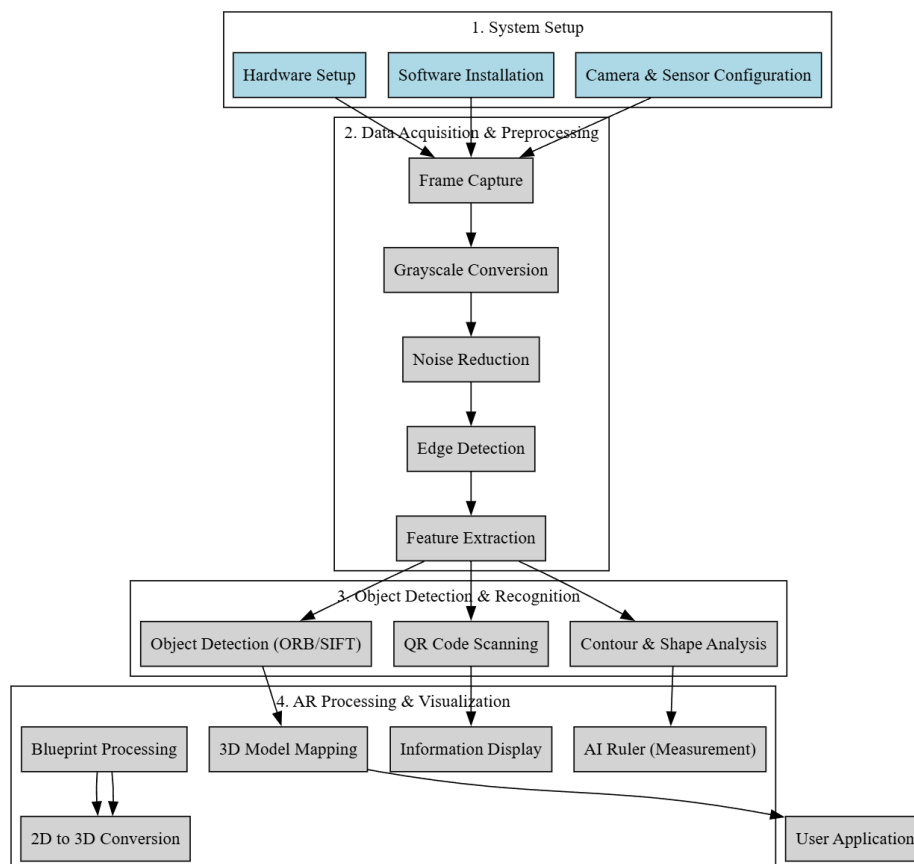 1. System Setup
Hardware Setup
Software Installation
Camera & Sensor Configuration
2. Data Acquisition & Preprocessing
Frame Capture
Grayscale Conversion
Noise Reduction
Edge Detection
Feature Extraction
3. Object Detection & Recognition
Object Detection (ORB/SIFT)
QR Code Scanning
Contour & Shape Analysis
4. AR Processing & Visualization
Blueprint Processing
3D Model Mapping
Information Display
AI Ruler (Measurement)
2D to 3D Conversion
User Application